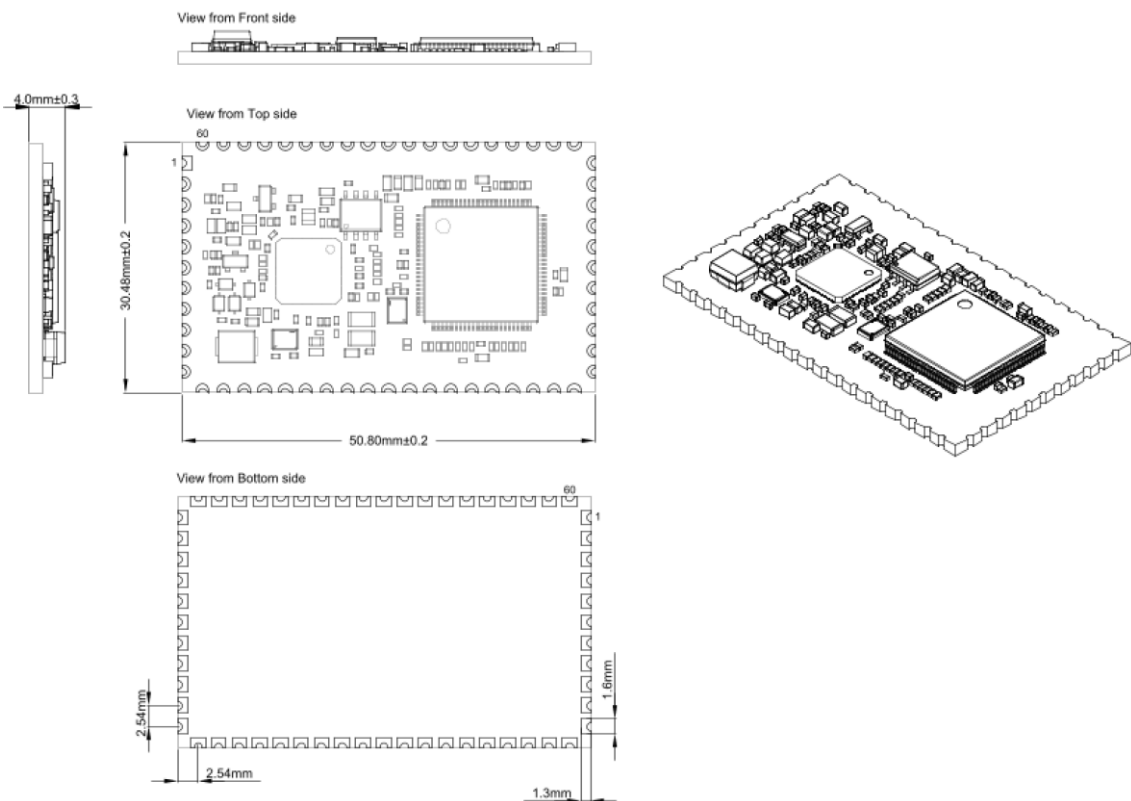 View from Front side
4.0mm±0.3
View from Top side
60
1
30.48mm±0.2
50.80mm±0.2
View from Bottom side
60
1
2.54mm
1.6mm
2.54mm
1.3mm